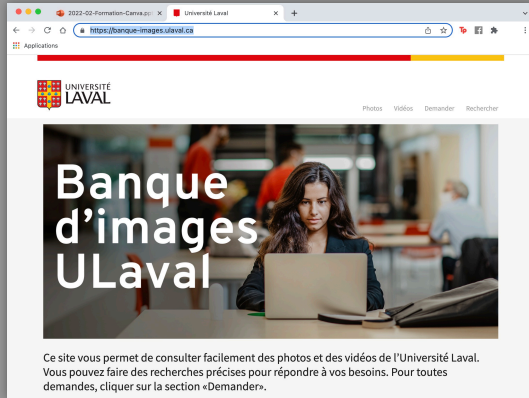 2022-02-Formation-Canva.pp
Université Laval
https://banque-images.ulaval.ca
Applications
UNIVERSITÉ
LAVAL
Photos Vidéos Demander Rechercher
Banque
d'images
ULaval
Ce site vous permet de consulter facilement des photos et des vidéos de l'Université Laval.
Vous pouvez faire des recherches précises pour répondre à vos besoins. Pour toutes
demandes, cliquer sur la section «Demander».